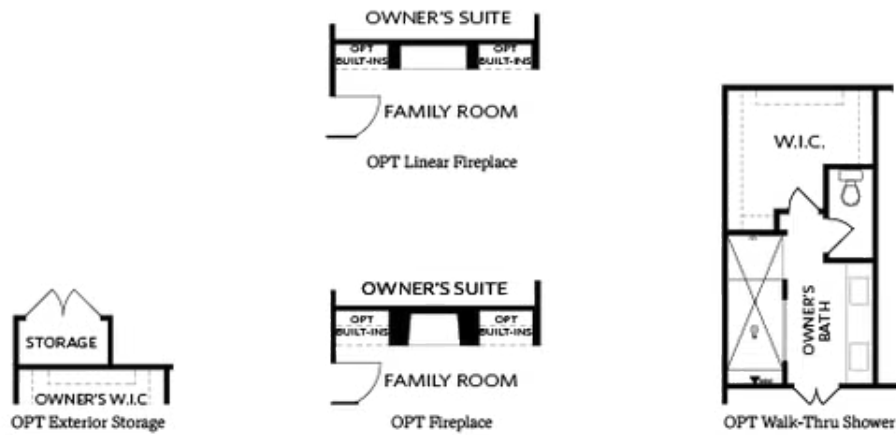 OWNER'S SUITE
OPT
BUILT-INS
OPT
BUILT-INS
FAMILY ROOM
OPT Linear Fireplace
W.I.C.
OWNER'S
BATH
OPT Walk-Thru Shower
OWNER'S SUITE
OPT
BUILT-INS
OPT
BUILT-INS
FAMILY ROOM
OPT Fireplace
STORAGE
OWNER'S W.I.C
OPT Exterior Storage